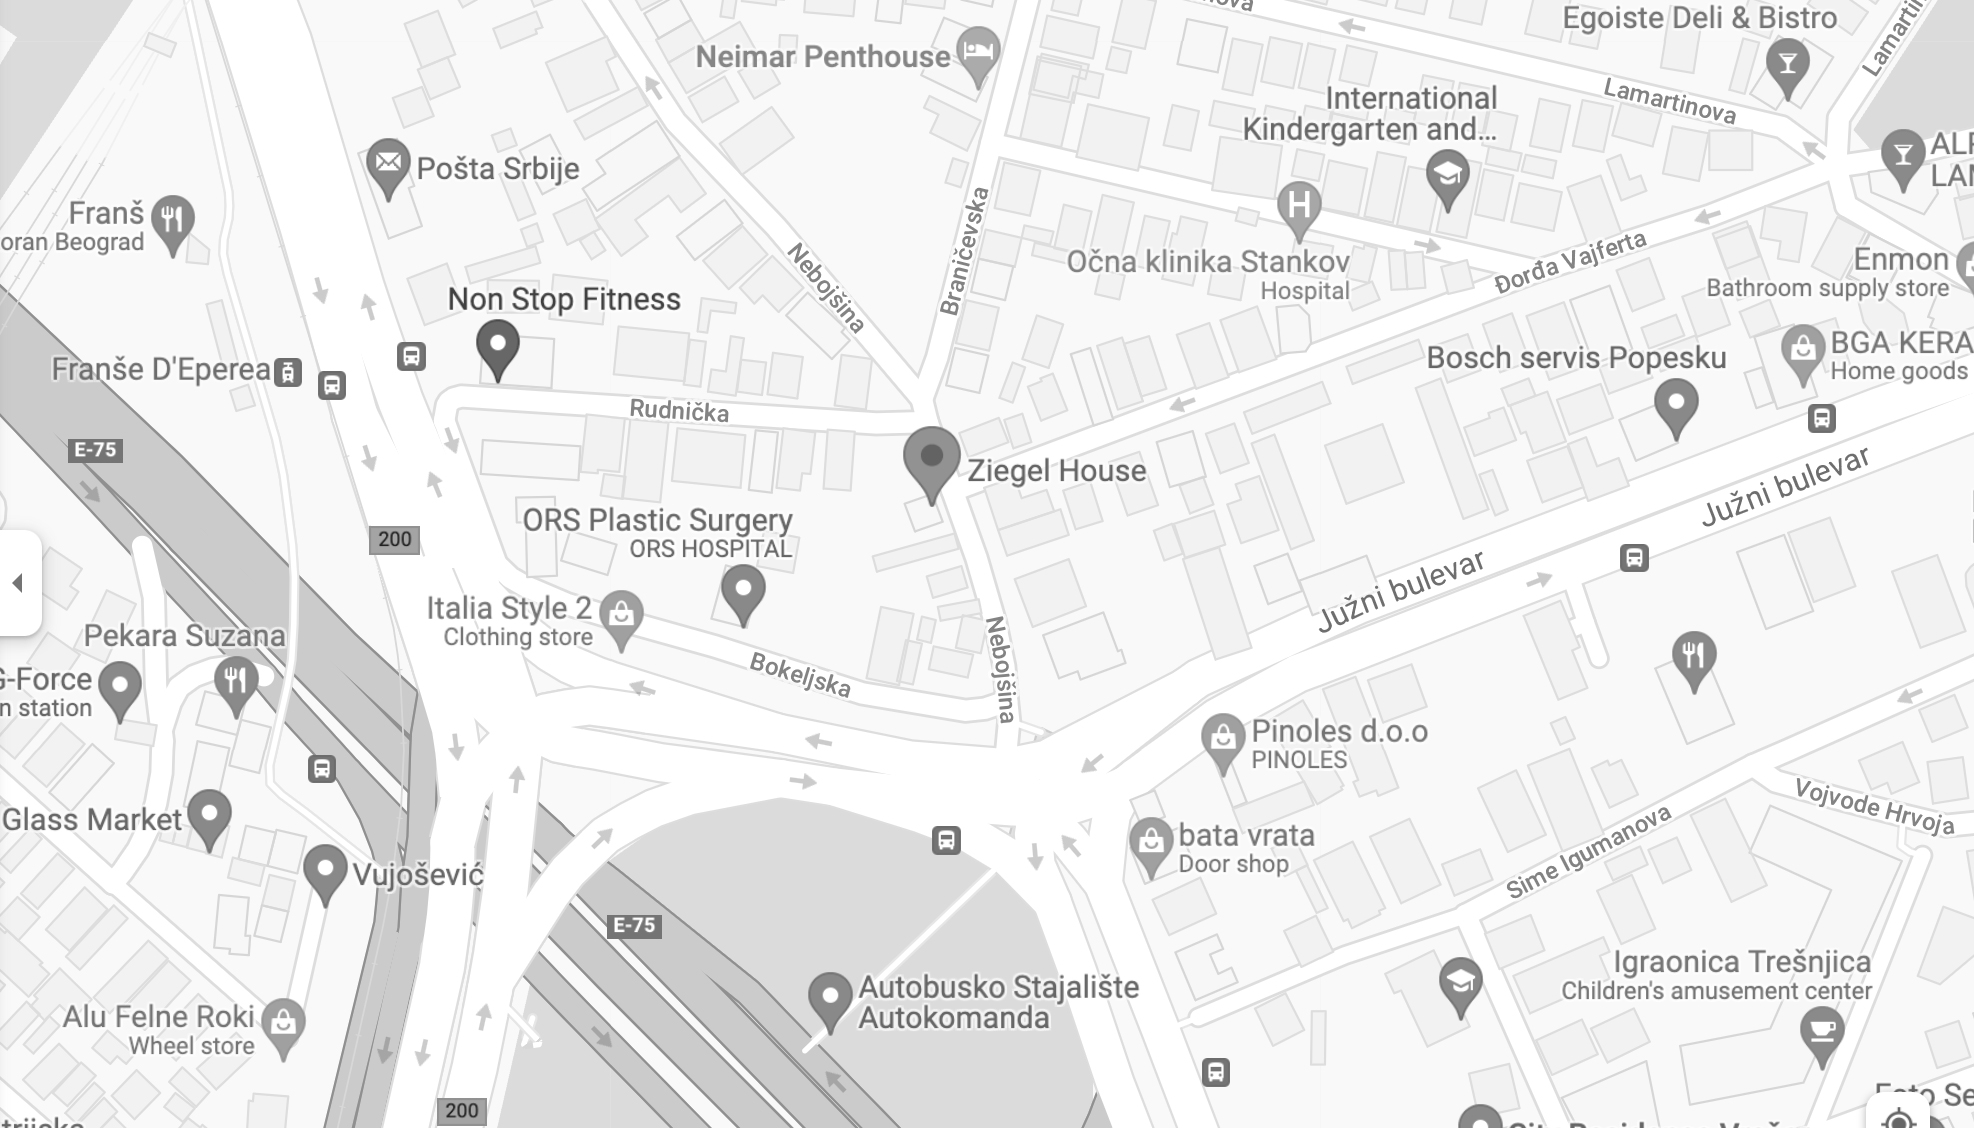 Egoiste Deli & Bistro
Neimar Penthouse
Lamartinova
International
Kindergarten and...
Pošta Srbije
Franš
oran Beograd
Braničevska
Nebojšina
Očna klinika Stankov
Hospital
Đorđa Vajferta
Enmon
Bathroom supply store
Non Stop Fitness
BGA KERA
Home goods
Bosch servis Popesku
Franše D'Eperea
Rudnička
E-75
Ziegel House
Južni bulevar
ORS Plastic Surgery
ORS HOSPITAL
200
Južni bulevar
Italia Style 2
Clothing store
Pekara Suzana
Nebojšina
Bokeljska
G-Force
n station
Pinoles d.o.o
PINOLES
Vojvode Hrvoja
Glass Market
bata vrata
Door shop
Sime Igumanova
Vujošević
E-75
Igraonica Trešnjica
Children's amusement center
Autobusko Stajalište
Autokomanda
Alu Felne Roki
Wheel store
200